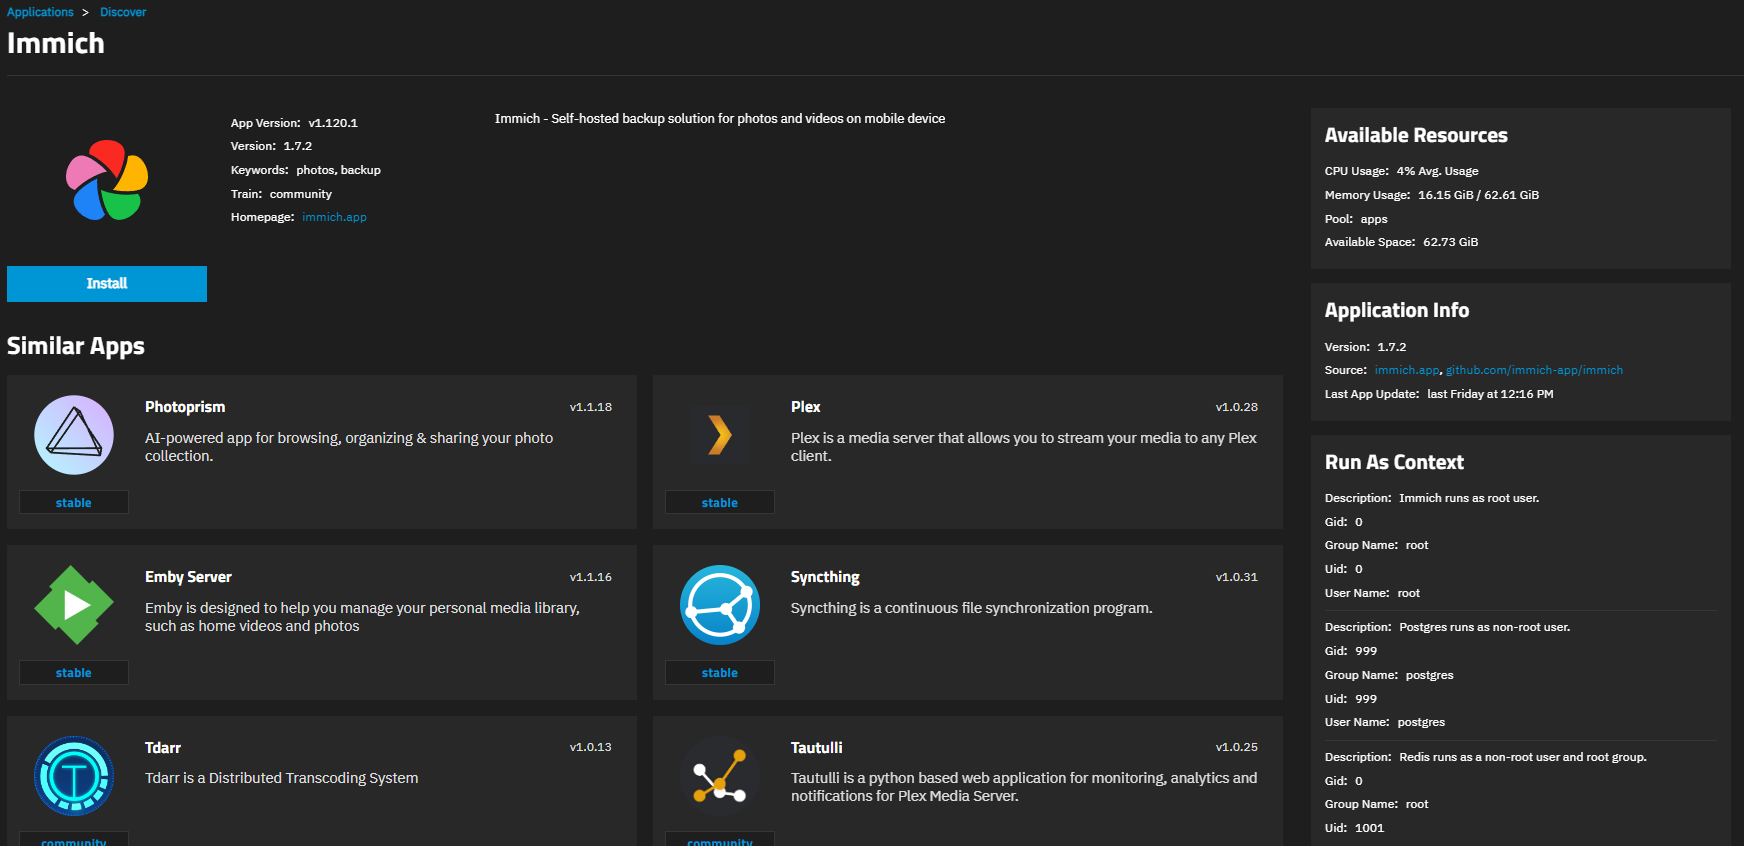 Applications > Discover
Immich
App Version: v1.120.1
Version: 1.7.2
Keywords: photos, backup
Train: community
Homepage: immich.app
Immich - Self-hosted backup solution for photos and videos on mobile device
Install
Similar Apps
Photoprism
v1.1.18
AI-powered app for browsing, organizing & sharing your photo
collection.
stable
Plex
v1.0.28
Plex is a media server that allows you to stream your media to any Plex
client.
stable
Emby Server
v1.1.16
Emby is designed to help you manage your personal media library,
such as home videos and photos
stable
Syncthing
v1.0.31
Syncthing is a continuous file synchronization program.
stable
Tdarr
v1.0.13
Tdarr is a Distributed Transcoding System
community
Tautulli
v1.0.25
Tautulli is a python based web application for monitoring, analytics and
notifications for Plex Media Server.
community
Available Resources
CPU Usage: 4% Avg. Usage
Memory Usage: 16.15 GiB / 62.61 GiB
Pool: apps
Available Space: 62.73 GiB
Application Info
Version: 1.7.2
Source: immich.app, github.com/immich-app/immich
Last App Update: last Friday at 12:16 PM
Run As Context
Description: Immich runs as root user.
Gid: 0
Group Name: root
Uid: 0
User Name: root
Description: Postgres runs as non-root user.
Gid: 999
Group Name: postgres
Uid: 999
User Name: postgres
Description: Redis runs as a non-root user and root group.
Gid: 0
Group Name: root
Uid: 1001